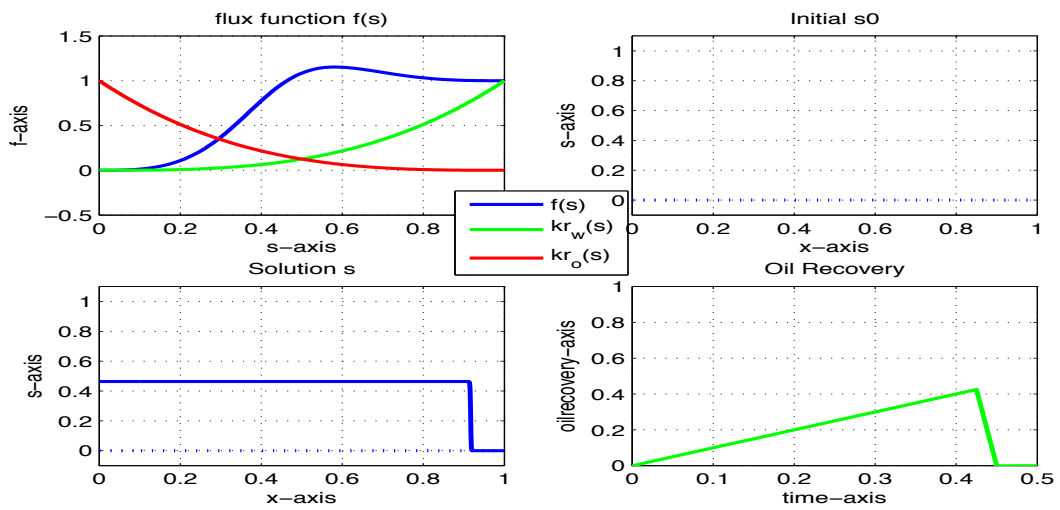 flux function f(s)
1.5
1
0.5
0
−0.5
f−axis
0 0.2 0.4 0.6 0.8 1
s−axis
Initial s0
1
0.8
0.6
0.4
0.2
0
s−axis
0 0.2 0.4 0.6 0.8 1
x−axis
f(s)
kr_w(s)
kr_o(s)
Solution s
1
0.8
0.6
0.4
0.2
0
s−axis
0 0.2 0.4 0.6 0.8 1
x−axis
Oil Recovery
1
0.8
0.6
0.4
0.2
0
oilrecovery−axis
0 0.1 0.2 0.3 0.4 0.5
time−axis